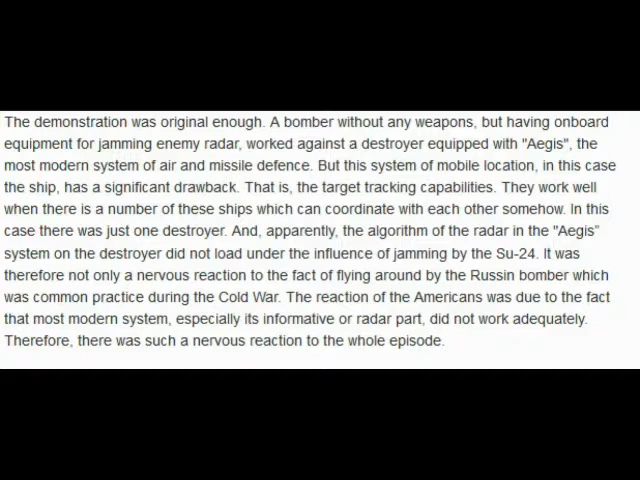 The demonstration was original enough. A bomber without any weapons, but having onboard
equipment for jamming enemy radar, worked against a destroyer equipped with "Aegis", the
most modern system of air and missile defence. But this system of mobile location, in this case
the ship, has a significant drawback. That is, the target tracking capabilities. They work well
when there is a number of these ships which can coordinate with each other somehow. In this
case there was just one destroyer. And, apparently, the algorithm of the radar in the "Aegis"
system on the destroyer did not load under the influence of jamming by the Su-24. It was
therefore not only a nervous reaction to the fact of flying around by the Russin bomber which
was common practice during the Cold War. The reaction of the Americans was due to the fact
that most modern system, especially its informative or radar part, did not work adequately.
Therefore, there was such a nervous reaction to the whole episode.